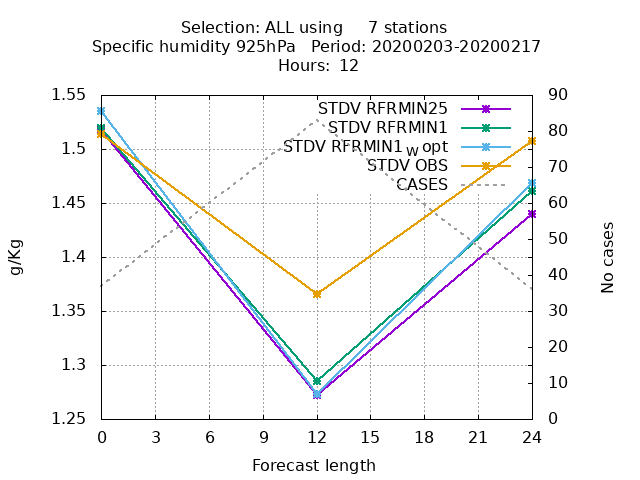 Selection: ALL using 7 stations
Specific humidity 925hPa Period: 20200203-20200217
Hours: 12
1.55
1.5
1.45
1.4
1.35
1.3
1.25
90
80
70
60
50
40
30
20
10
0
STDV RFRMIN25
STDV RFRMIN1
STDV RFRMIN1_W opt
STDV OBS
CASES
g/Kg
No cases
0 3 6 9 12 15 18 21 24
Forecast length